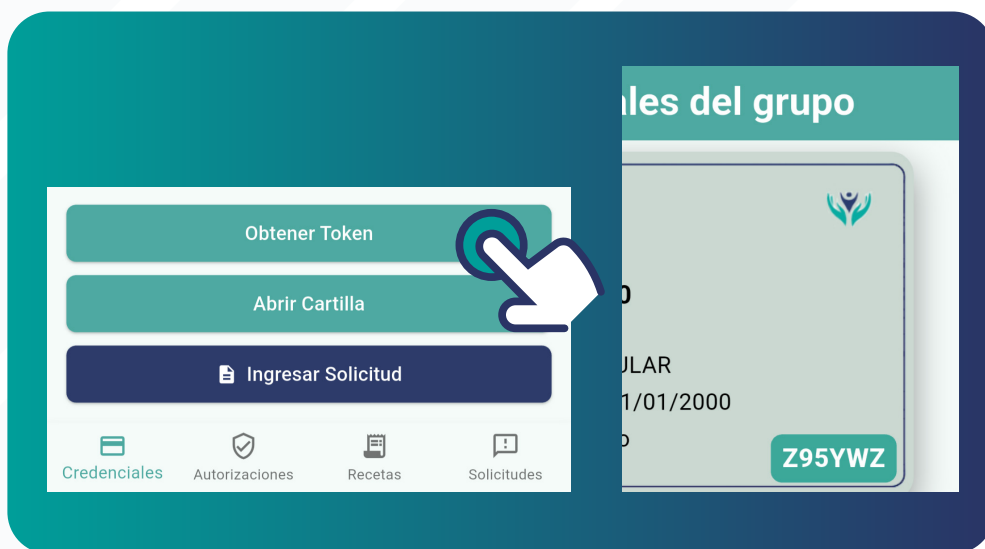 Obtener Token
Abrir Cartilla
Ingresar Solicitud
Credenciales
Autorizaciones
Recetas
Solicitudes
ales del grupo
0
ULAR
1/01/2000
Z95YWZ